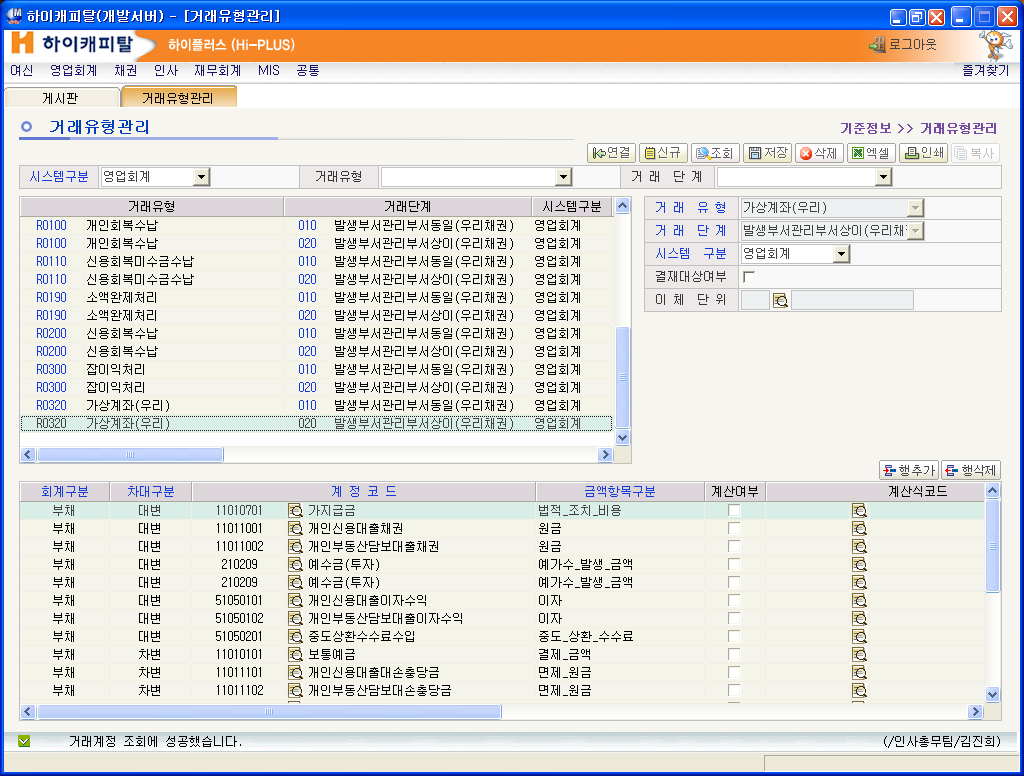 하이캐피탈(개발서버) - [거래유형관리]
하이캐피탈 하이플러스 (Hi-PLUS) 로그아웃
여신 영업회계 채권 인사 재무회계 MIS 공통 즐겨찾기
게시판 거래유형관리
거래유형관리 기준정보 >> 거래유형관리
연결 신규 조회 저장 삭제 엑셀 인쇄 복사
시스템구분 영업회계 거래유형 거 래 단 계
거래유형 거래단계 시스템구분
R0100 개인회복수납 010 발생부서관리부서동일(우리채권) 영업회계
R0100 개인회복수납 020 발생부서관리부서상이(우리채권) 영업회계
R0110 신용회복미수금수납 010 발생부서관리부서동일(우리채권) 영업회계
R0110 신용회복미수금수납 020 발생부서관리부서상이(우리채권) 영업회계
R0190 소액완제처리 010 발생부서관리부서동일(우리채권) 영업회계
R0190 소액완제처리 020 발생부서관리부서상이(우리채권) 영업회계
R0200 신용회복수납 010 발생부서관리부서동일(우리채권) 영업회계
R0200 신용회복수납 020 발생부서관리부서상이(우리채권) 영업회계
R0300 잡이익처리 010 발생부서관리부서동일(우리채권) 영업회계
R0300 잡이익처리 020 발생부서관리부서상이(우리채권) 영업회계
R0320 가상계좌(우리) 010 발생부서관리부서동일(우리채권) 영업회계
R0320 가상계좌(우리) 020 발생부서관리부서상이(우리채권) 영업회계
거 래 유 형 가상계좌(우리)
거 래 단 계 발생부서관리부서상이(우리채
시스템 구분 영업회계
결재대상여부
이 체 단 위
행추가 행삭제
회계구분 차대구분 계 정 코 드 금액항목구분 계산여부 계산식코드
부채 대변 11010701 가지급금 법적_조치_비용
부채 대변 11011001 개인신용대출채권 원금
부채 대변 11011002 개인부동산담보대출채권 원금
부채 대변 210209 예수금(투자) 예가수_발생_금액
부채 대변 210209 예수금(투자) 예가수_발생_금액
부채 대변 51050101 개인신용대출이자수익 이자
부채 대변 51050102 개인부동산담보대출이자수익 이자
부채 대변 51050201 중도상환수수료수입 중도_상환_수수료
부채 차변 11010101 보통예금 결제_금액
부채 차변 11011101 개인신용대출대손충당금 면제_원금
부채 차변 11011102 개인부동산담보대손충당금 면제_원금
거래계정 조회에 성공했습니다. (/인사총무팀/김진희)